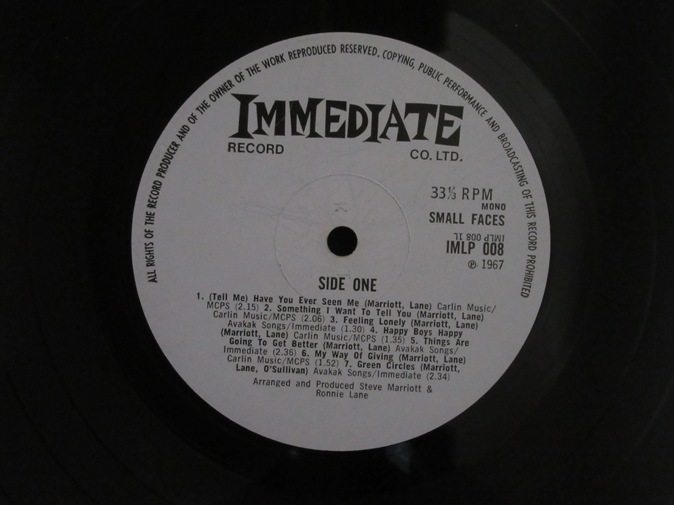 ALL RIGHTS OF THE RECORD PRODUCER AND OF THE OWNER OF THE WORK REPRODUCED RESERVED. COPYING, PUBLIC PERFORMANCE AND BROADCASTING OF THIS RECORD PROHIBITED
IMMEDIATE
RECORD CO. LTD.
33⅓ RPM
MONO
SMALL FACES
IMLP 008 1L
IMLP 008
℗ 1967
SIDE ONE
1. (Tell Me) Have You Ever Seen Me (Marriott, Lane) Carlin Music/
MCPS (2.15) 2. Something I Want To Tell You (Marriott, Lane)
Carlin Music/MCPS (2.06) 3. Feeling Lonely (Marriott, Lane)
Avakak Songs/Immediate (1.30) 4. Happy Boys Happy
(Marriott, Lane) Carlin Music/MCPS (1.35) 5. Things Are
Going To Get Better (Marriott, Lane) Avakak Songs/
Immediate (2.36) 6. My Way Of Giving (Marriott, Lane)
Carlin Music/MCPS (1.52) 7. Green Circles (Marriott,
Lane, O'Sullivan) Avakak Songs/Immediate (2.34)
Arranged and Produced Steve Marriott &
Ronnie Lane